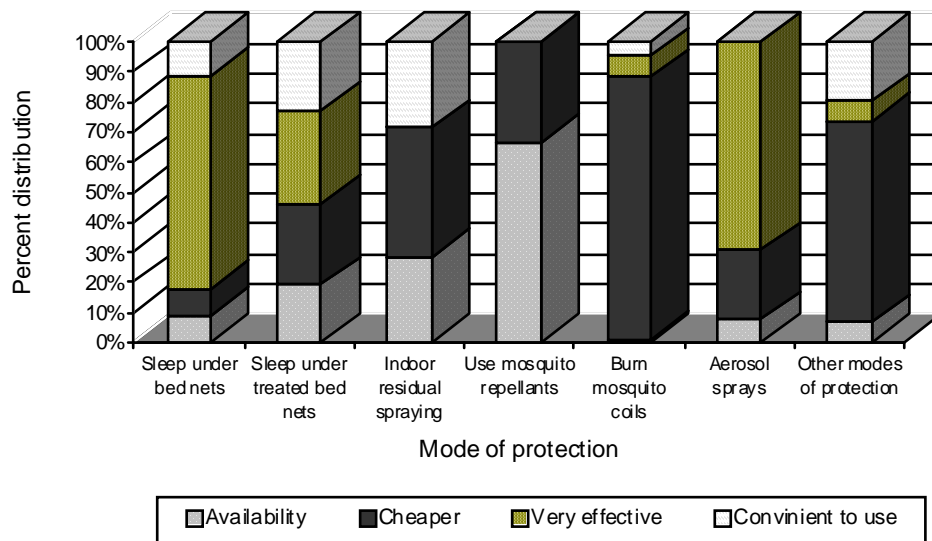 Percent distribution
100%
90%
80%
70%
60%
50%
40%
30%
20%
10%
0%
Sleep under
bed nets
Sleep under
treated bed
nets
Indoor
residual
spraying
Use mosquito
repellants
Burn
mosquito
coils
Aerosol
sprays
Other modes
of protection
Mode of protection
Availability
Cheaper
Very effective
Convinient to use